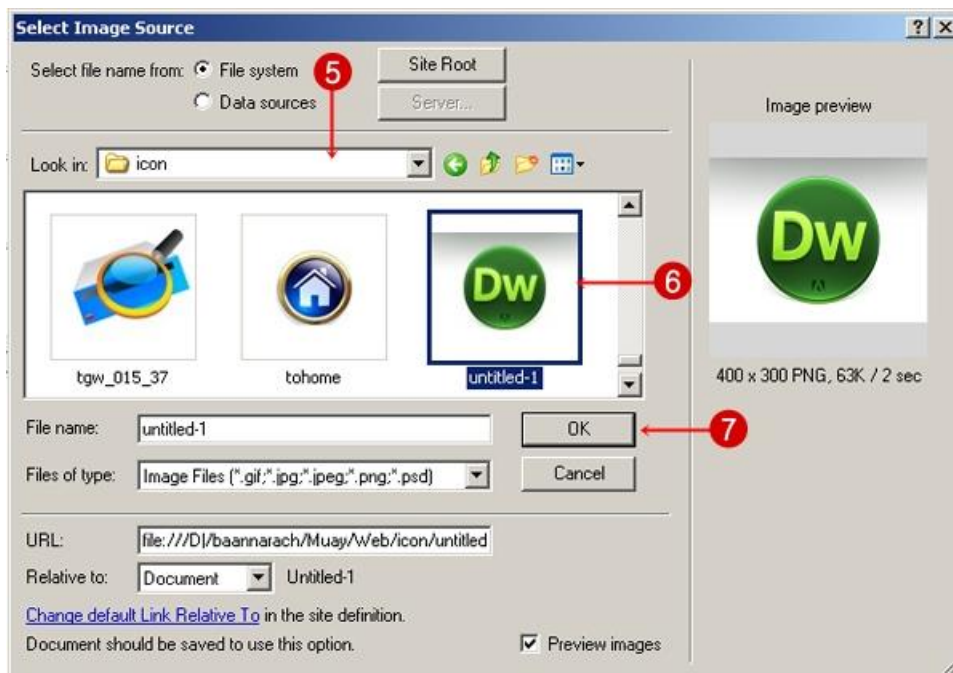 Select Image Source
Select file name from: File system
Site Root
Data sources
Server...
5
Look in: icon
Image preview
Dw
Dw
6
tgw_015_37
tohome
untitled-1
400 x 300 PNG, 63K / 2 sec
File name: untitled-1
OK
7
Files of type: Image Files (*.gif;*.jpg;*.jpeg;*.png;*.psd)
Cancel
URL: file:///D|/baannarach/Muay/Web/icon/untitled
Relative to: Document Untitled-1
Change default Link Relative To in the site definition.
Document should be saved to use this option.
Preview images